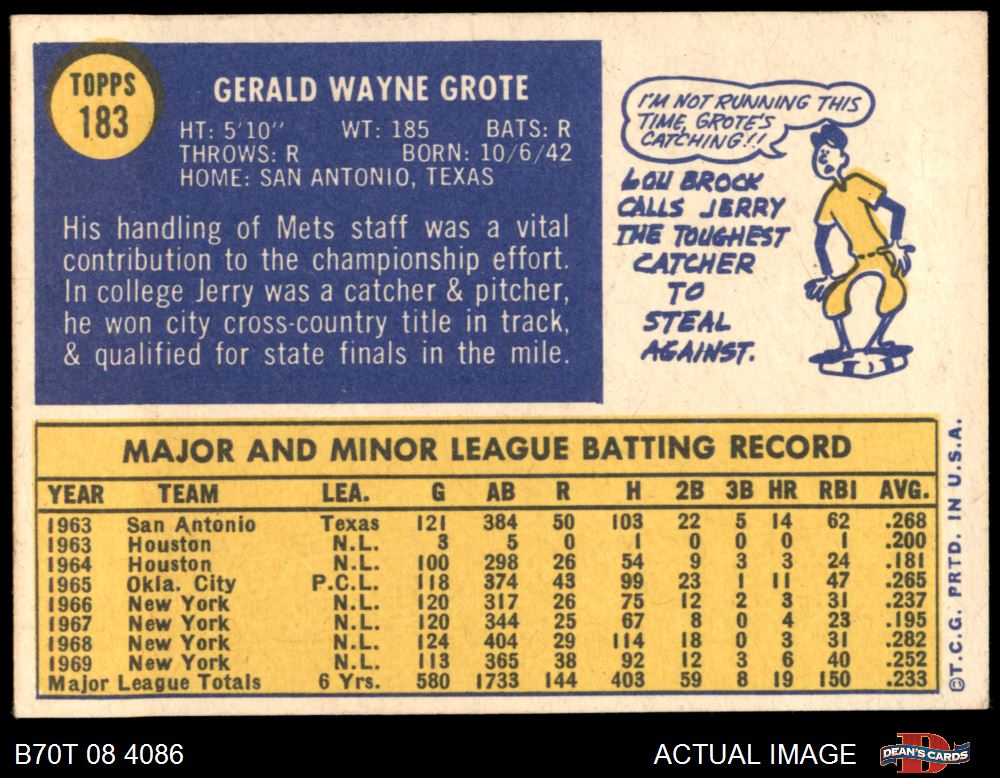 TOPPS
183
GERALD WAYNE GROTE
HT: 5'10" WT: 185 BATS: R
THROWS: R BORN: 10/6/42
HOME: SAN ANTONIO, TEXAS
His handling of Mets staff was a vital
contribution to the championship effort.
In college Jerry was a catcher & pitcher,
he won city cross-country title in track,
& qualified for state finals in the mile.
I'M NOT RUNNING THIS
TIME, GROTE'S
CATCHING!!
LOU BROCK
CALLS JERRY
THE TOUGHEST
CATCHER
TO
STEAL
AGAINST.
MAJOR AND MINOR LEAGUE BATTING RECORD
YEAR TEAM LEA. G AB R H 2B 3B HR RBI AVG.
1963 San Antonio Texas 121 384 50 103 22 5 14 62 .268
1963 Houston N.L. 3 5 0 1 0 0 0 1 .200
1964 Houston N.L. 100 298 26 54 9 3 3 24 .181
1965 Okla. City P.C.L. 118 374 43 99 23 1 11 47 .265
1966 New York N.L. 120 317 26 75 12 2 3 31 .237
1967 New York N.L. 120 344 25 67 8 0 4 23 .195
1968 New York N.L. 124 404 29 114 18 0 3 31 .282
1969 New York N.L. 113 365 38 92 12 3 6 40 .252
Major League Totals 6 Yrs. 580 1733 144 403 59 8 19 150 .233
©T.C.G. PRTD. IN U.S.A.
B70T 08 4086
ACTUAL IMAGE
D
DEAN'S CARDS